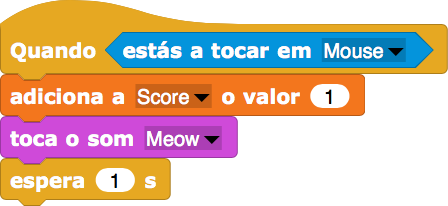 Quando estás a tocar em Mouse
adiciona a Score o valor 1
toca o som Meow
espera 1 s